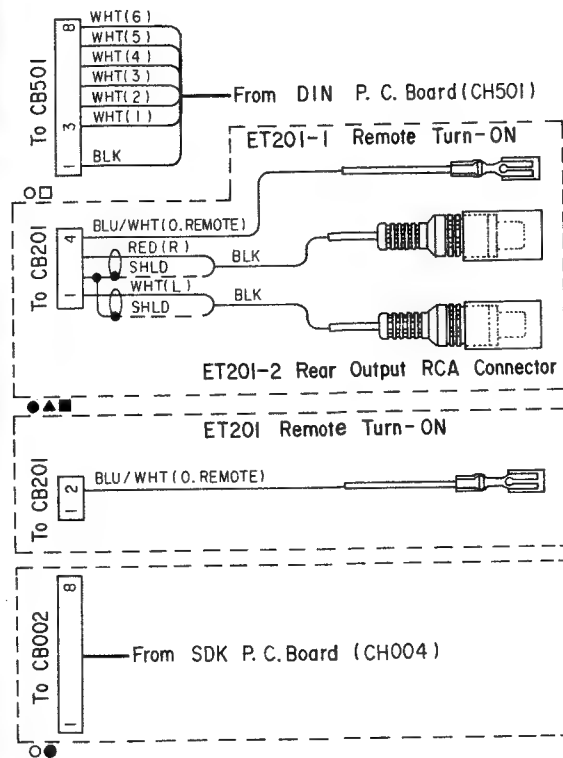 To CB501
8
3
1
WHT(6)
WHT(5)
WHT(4)
WHT(3)
WHT(2)
WHT(1)
BLK
From DIN P. C. Board(CH501)
ET201-1 Remote Turn-ON
To CB201
4
1
BLU/WHT(O.REMOTE)
RED(R)
SHLD
BLK
WHT(L)
SHLD
BLK
ET201-2 Rear Output RCA Connector
ET201 Remote Turn-ON
To CB201
1 2
BLU/WHT(O.REMOTE)
To CB002
8
1
From SDK P. C. Board (CH004)